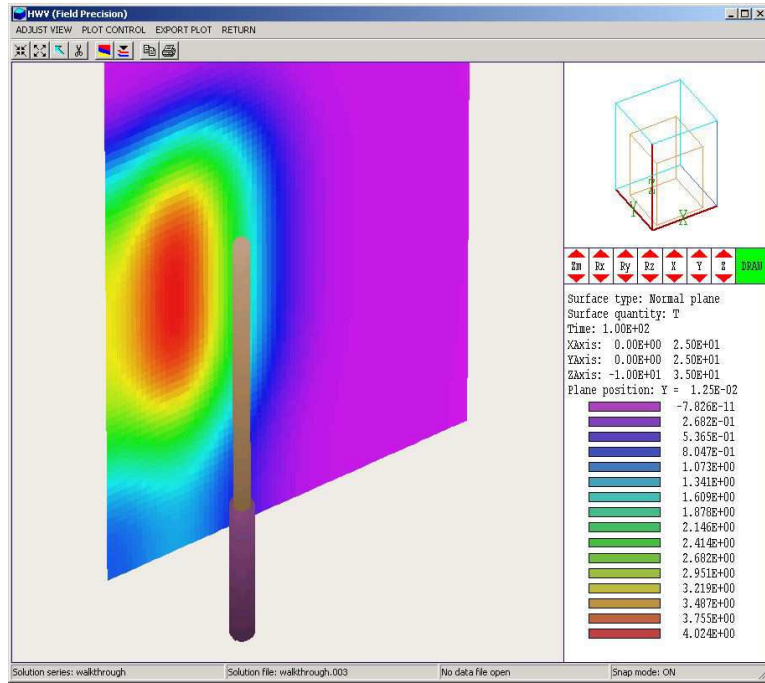 HWV (Field Precision)
ADJUST VIEW PLOT CONTROL EXPORT PLOT RETURN
Z
Y X
Zm Rx Ry Rz X Y Z DRAW
Surface type: Normal plane
Surface quantity: T
Time: 1.00E+02
XAxis: 0.00E+00 2.50E+01
YAxis: 0.00E+00 2.50E+01
ZAxis: -1.00E+01 3.50E+01
Plane position: Y = 1.25E-02
-7.826E-11
2.682E-01
5.365E-01
8.047E-01
1.073E+00
1.341E+00
1.609E+00
1.878E+00
2.146E+00
2.414E+00
2.682E+00
2.951E+00
3.219E+00
3.487E+00
3.755E+00
4.024E+00
Solution series: walkthrough Solution file: walkthrough.003 No data file open Snap mode: ON